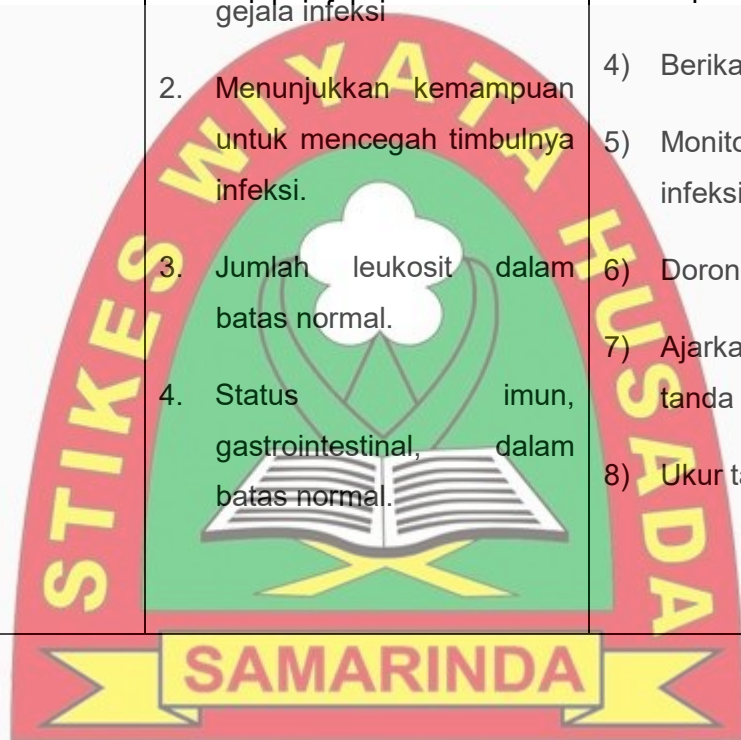 gejala infeksi
2. Menunjukkan kemampuan
untuk mencegah timbulnya
infeksi.
3. Jumlah leukosit dalam
batas normal.
4. Status imun,
gastrointestinal, dalam
batas normal.
4) Berika
5) Monito
infeksi
6) Doron
7) Ajarka
tanda
8) Ukur ta
STIKES WIYATA HUSADA
SAMARINDA